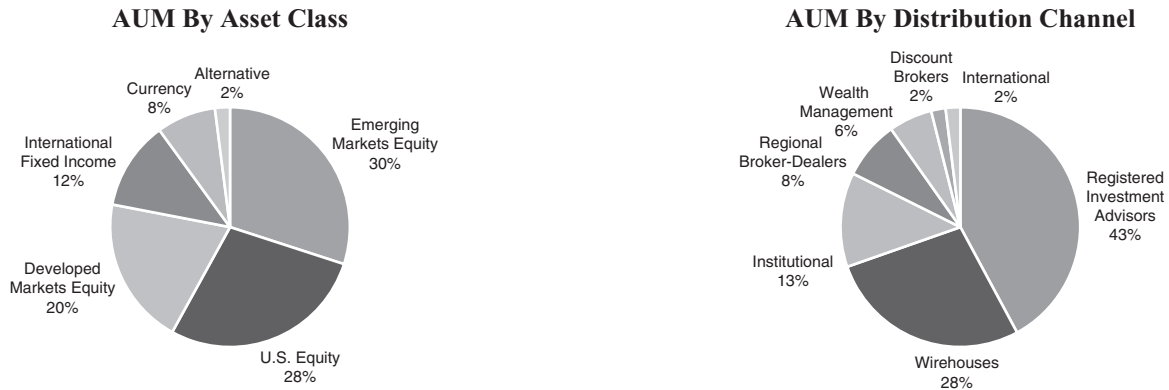 AUM By Asset Class
Alternative
2%
Currency
8%
International
Fixed Income
12%
Developed
Markets Equity
20%
U.S. Equity
28%
Emerging
Markets Equity
30%
AUM By Distribution Channel
Discount
Brokers
2%
International
2%
Wealth
Management
6%
Regional
Broker-Dealers
8%
Institutional
13%
Wirehouses
28%
Registered
Investment
Advisors
43%